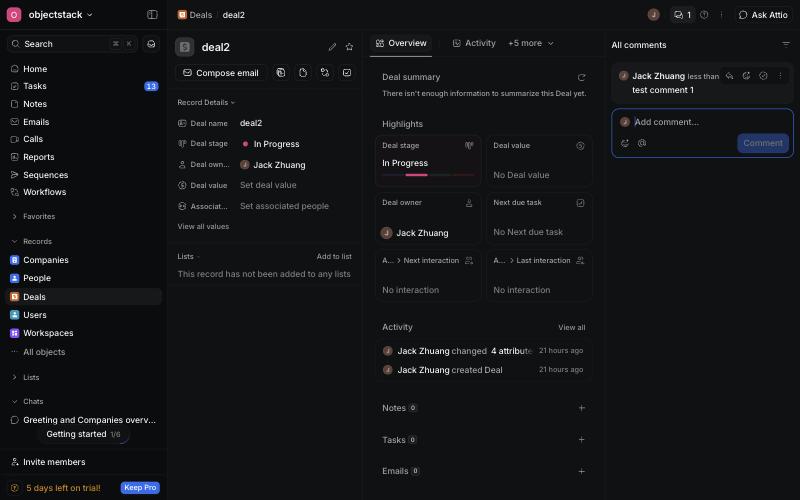 objectstack
Search
⌘ K
Home
Tasks
13
Notes
Emails
Calls
Reports
Sequences
Workflows
Favorites
Records
Companies
People
Deals
Users
Workspaces
All objects
Lists
Chats
Greeting and Companies overv...
Getting started 1/6
Invite members
5 days left on trial!
Keep Pro
Deals / deal2
J
1
Ask Attio
S deal2
Compose email
Record Details
Deal name deal2
Deal stage In Progress
Deal own... J Jack Zhuang
Deal value Set deal value
Associat... Set associated people
View all values
Lists
Add to list
This record has not been added to any lists
Overview
Activity
+5 more
Deal summary
There isn't enough information to summarize this Deal yet.
Highlights
Deal stage
In Progress
Deal value
No Deal value
Deal owner
J Jack Zhuang
Next due task
No Next due task
A... > Next interaction
No interaction
A... > Last interaction
No interaction
Activity
View all
J Jack Zhuang changed 4 attribute 21 hours ago
J Jack Zhuang created Deal 21 hours ago
Notes 0
Tasks 0
Emails 0
All comments
J Jack Zhuang less than
test comment 1
J Add comment...
Comment